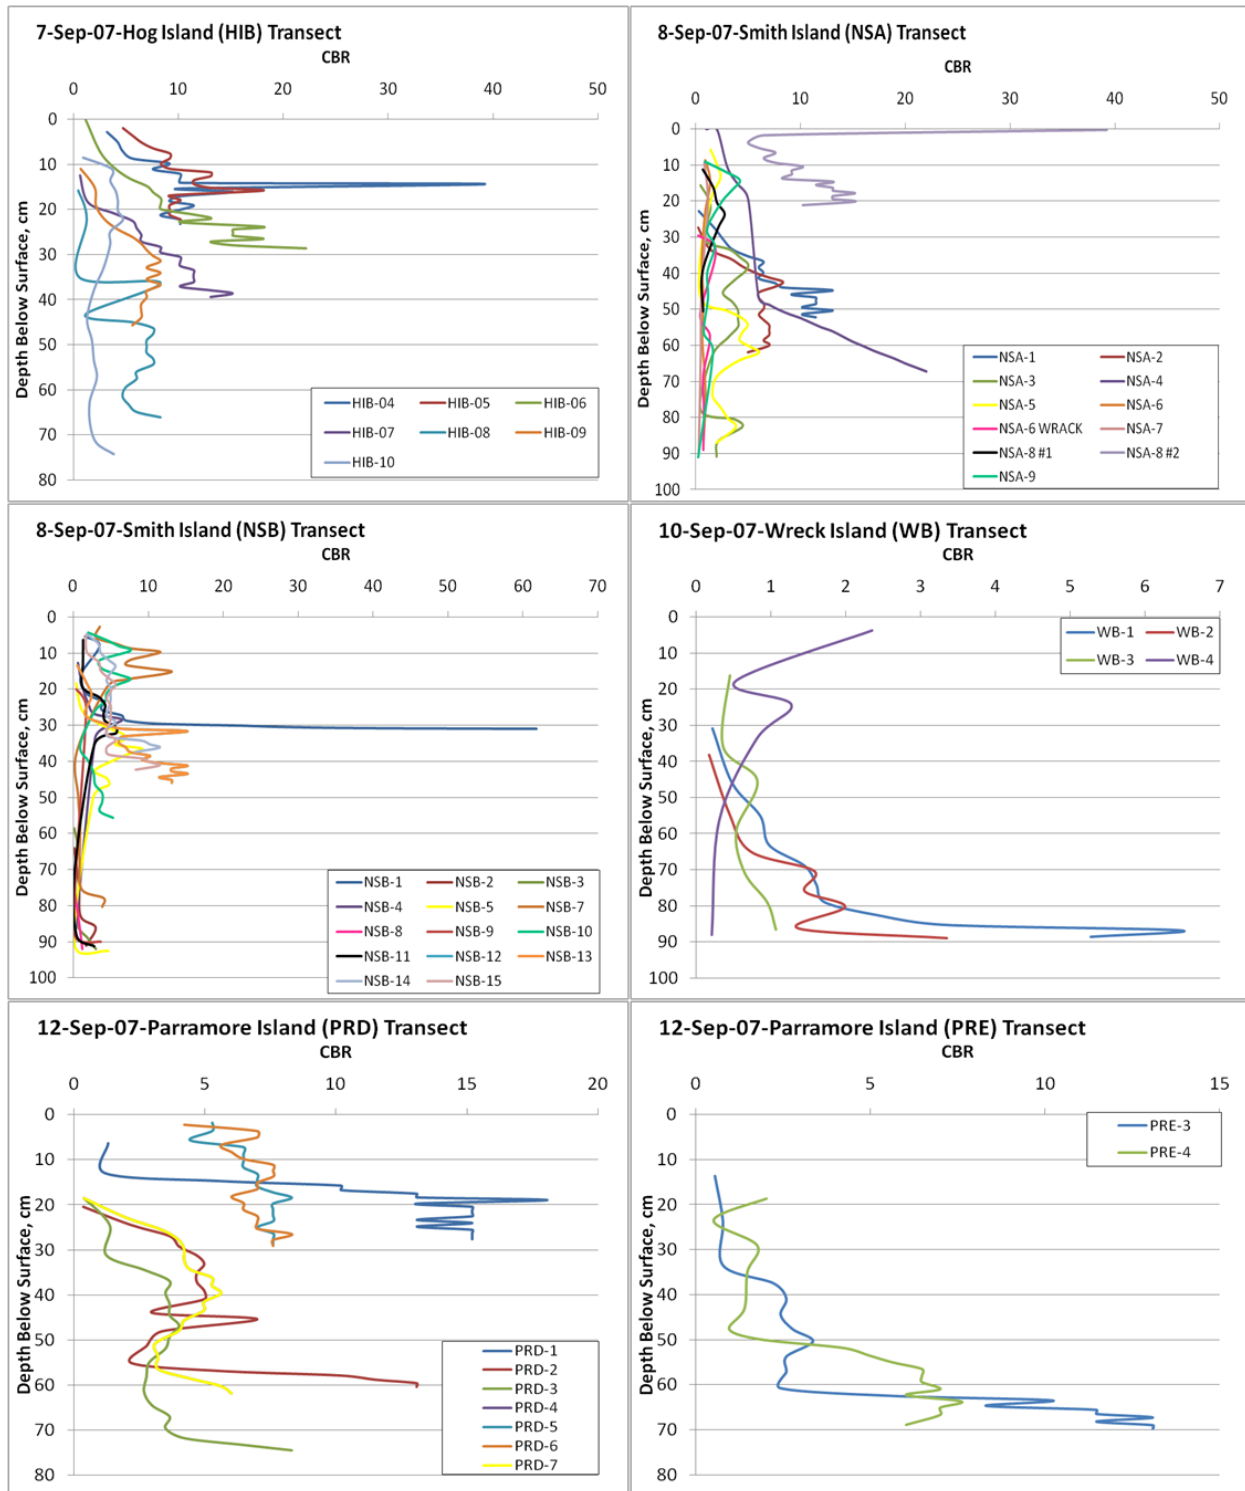 7-Sep-07-Hog Island (HIB) Transect
CBR
0 10 20 30 40 50
Depth Below Surface, cm
0
10
20
30
40
50
60
70
80
HIB-04 HIB-05 HIB-06
HIB-07 HIB-08 HIB-09
HIB-10
8-Sep-07-Smith Island (NSA) Transect
CBR
0 10 20 30 40 50
Depth Below Surface, cm
0
10
20
30
40
50
60
70
80
90
100
NSA-1 NSA-2
NSA-3 NSA-4
NSA-5 NSA-6
NSA-6 WRACK NSA-7
NSA-8 #1 NSA-8 #2
NSA-9
8-Sep-07-Smith Island (NSB) Transect
CBR
0 10 20 30 40 50 60 70
Depth Below Surface, cm
0
10
20
30
40
50
60
70
80
90
100
NSB-1 NSB-2 NSB-3
NSB-4 NSB-5 NSB-7
NSB-8 NSB-9 NSB-10
NSB-11 NSB-12 NSB-13
NSB-14 NSB-15
10-Sep-07-Wreck Island (WB) Transect
CBR
0 1 2 3 4 5 6 7
Depth Below Surface, cm
0
10
20
30
40
50
60
70
80
90
100
WB-1 WB-2
WB-3 WB-4
12-Sep-07-Parramore Island (PRD) Transect
CBR
0 5 10 15 20
Depth Below Surface, cm
0
10
20
30
40
50
60
70
80
PRD-1
PRD-2
PRD-3
PRD-4
PRD-5
PRD-6
PRD-7
12-Sep-07-Parramore Island (PRE) Transect
CBR
0 5 10 15
Depth Below Surface, cm
0
10
20
30
40
50
60
70
80
PRE-3
PRE-4